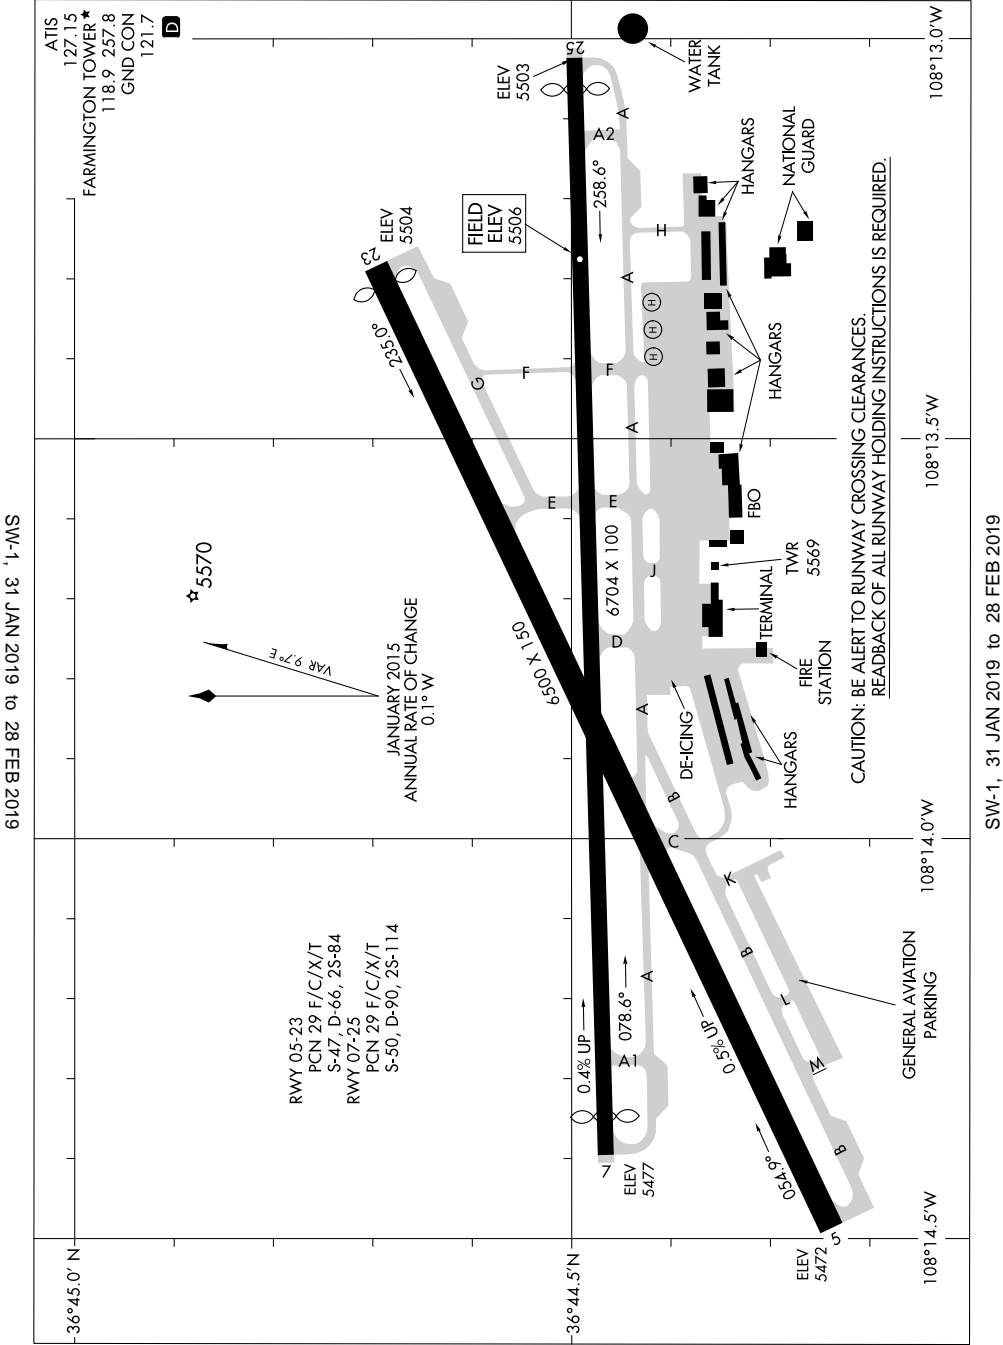 ATIS
127.15
FARMINGTON TOWER★
118.9 257.8
GND CON
121.7
D
36°45.0' N
36°44.5'N
108°13.0'W
108°13.5'W
108°14.0'W
108°14.5'W
VAR 9.7° E
JANUARY 2015
ANNUAL RATE OF CHANGE
0.1° W
5570
RWY 05-23
PCN 29 F/C/X/T
S-47, D-66, 2S-84
RWY 07-25
PCN 29 F/C/X/T
S-50, D-90, 2S-114
23
ELEV
5504
235.0°
25
ELEV
5503
FIELD
ELEV
5506
258.6°
WATER
TANK
A
A2
H
A
H
H
H
HANGARS
NATIONAL
GUARD
G
F
F
A
HANGARS
E
E
FBO
J
6704 X 100
6500 X 150
TWR
5569
TERMINAL
D
FIRE
STATION
A
DE-ICING
HANGARS
B
C
K
B
L
M
B
GENERAL AVIATION
PARKING
A
A1
0.4% UP
078.6°
0.5% UP
054.9°
7
ELEV
5477
5
ELEV
5472
CAUTION: BE ALERT TO RUNWAY CROSSING CLEARANCES.
READBACK OF ALL RUNWAY HOLDING INSTRUCTIONS IS REQUIRED.
SW-1, 31 JAN 2019 to 28 FEB 2019
SW-1, 31 JAN 2019 to 28 FEB 2019